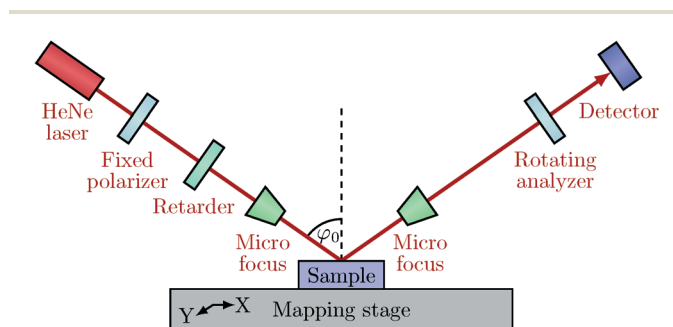 HeNe
laser
Fixed
polarizer
Retarder
Micro
focus
φ0
Micro
focus
Rotating
analyzer
Detector
Sample
Y X Mapping stage